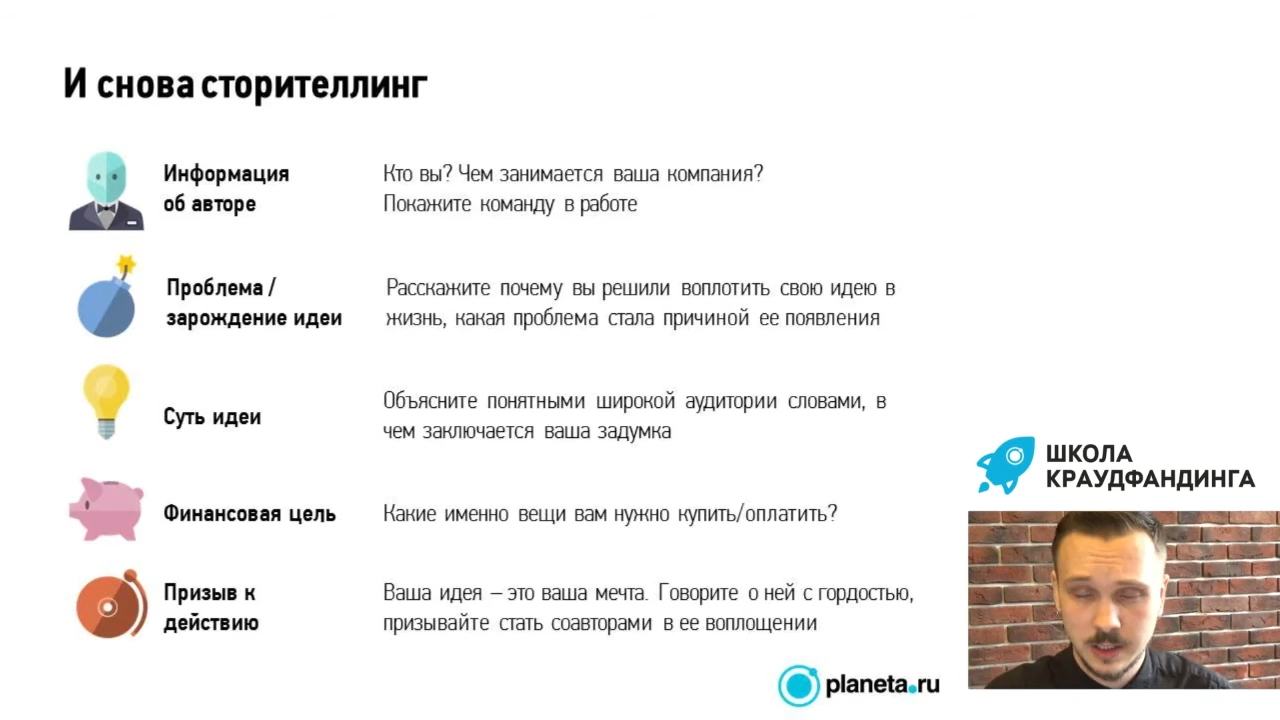 И снова сторителлинг
Информация
об авторе
Кто вы? Чем занимается ваша компания?
Покажите команду в работе
Проблема /
зарождение идеи
Расскажите почему вы решили воплотить свою идею в
жизнь, какая проблема стала причиной ее появления
Суть идеи
Объясните понятными широкой аудитории словами, в
чем заключается ваша задумка
Финансовая цель
Какие именно вещи вам нужно купить/оплатить?
Призыв к
действию
Ваша идея – это ваша мечта. Говорите о ней с гордостью,
призывайте стать соавторами в ее воплощении
ШКОЛА
КРАУДФАНДИНГА
planeta.ru